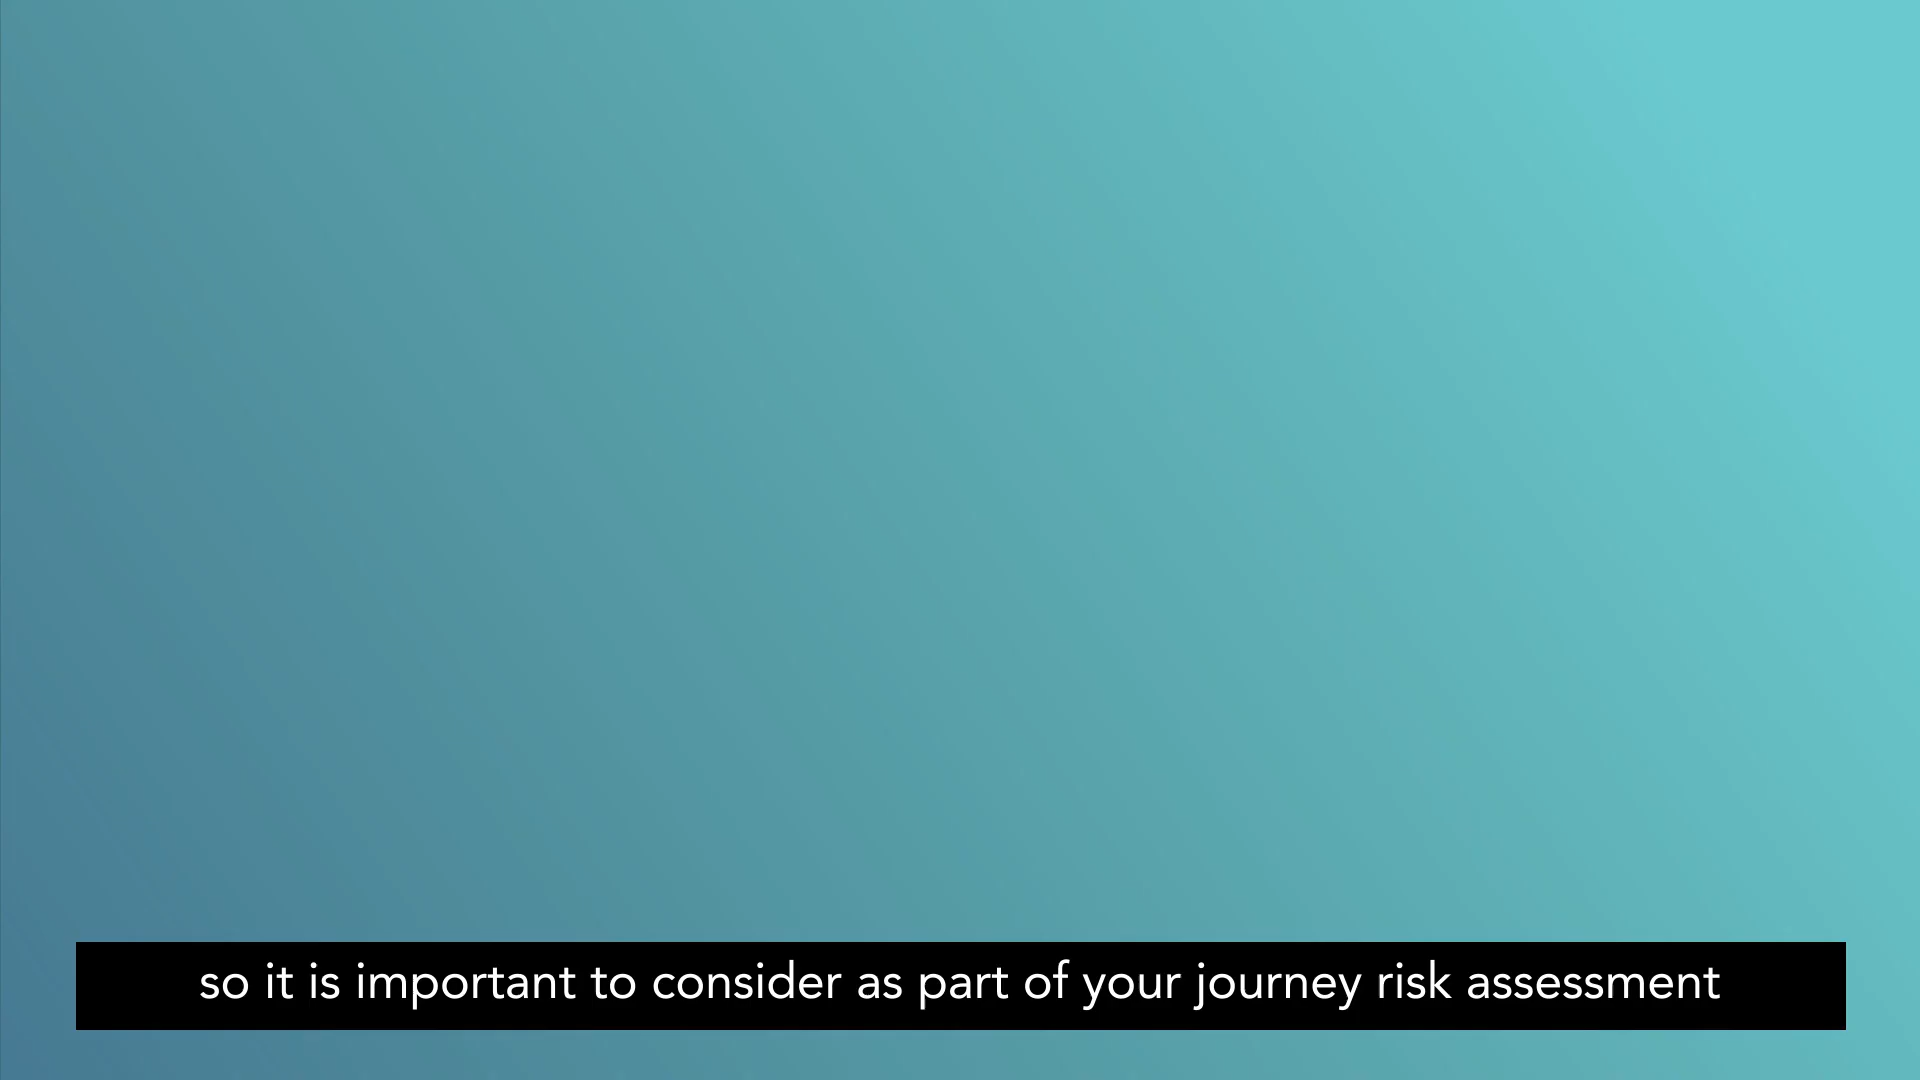 so it is important to consider as part of your journey risk assessment